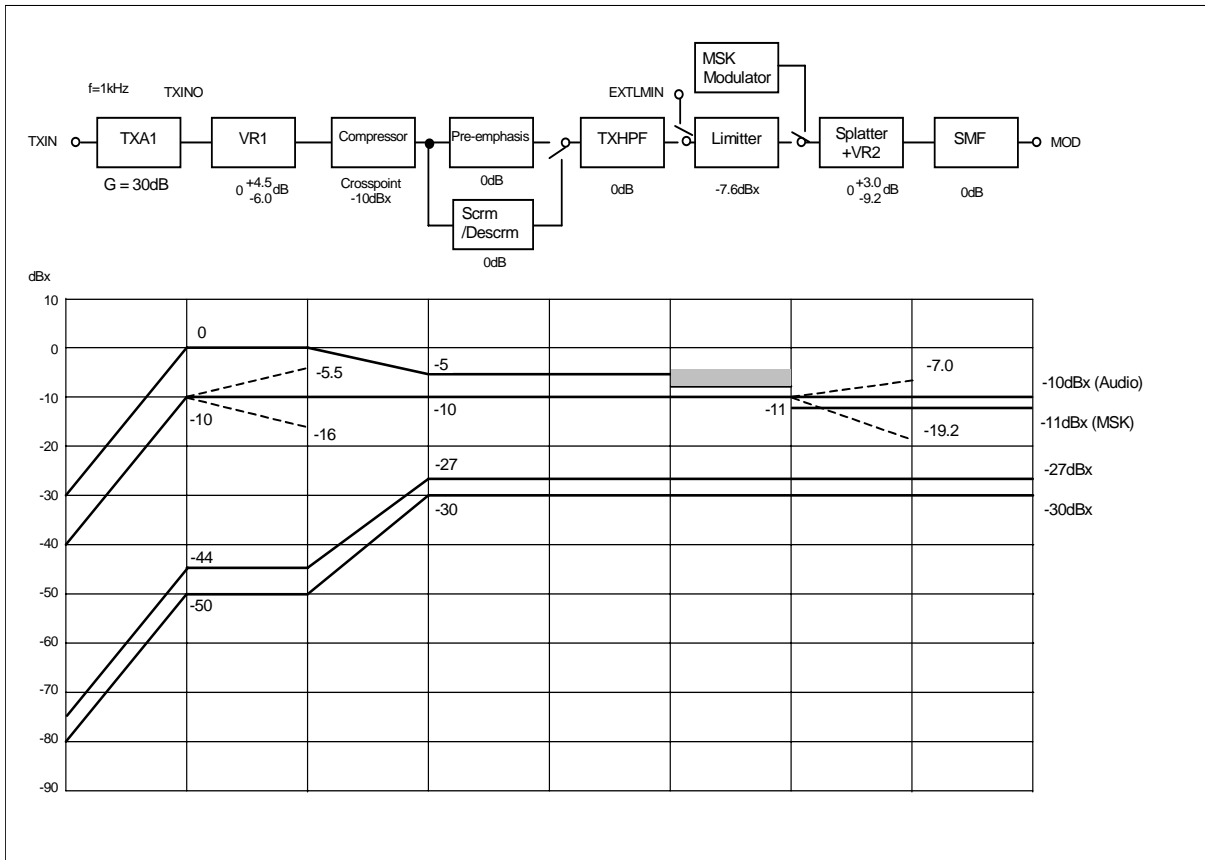 f=1kHz
TXINO
TXIN
TXA1
G = 30dB
VR1
0 +4.5 -6.0 dB
Compressor
Crosspoint
-10dBx
Pre-emphasis
0dB
Scrm
/Descrm
0dB
TXHPF
0dB
EXTLMIN
Limitter
-7.6dBx
MSK
Modulator
Splatter
+VR2
0 +3.0 -9.2 dB
SMF
0dB
MOD
dBx
10
0
-10
-20
-30
-40
-50
-60
-70
-80
-90
0
-5
-5.5
-10
-10
-16
-11
-7.0
-19.2
-27
-30
-44
-50
-10dBx (Audio)
-11dBx (MSK)
-27dBx
-30dBx